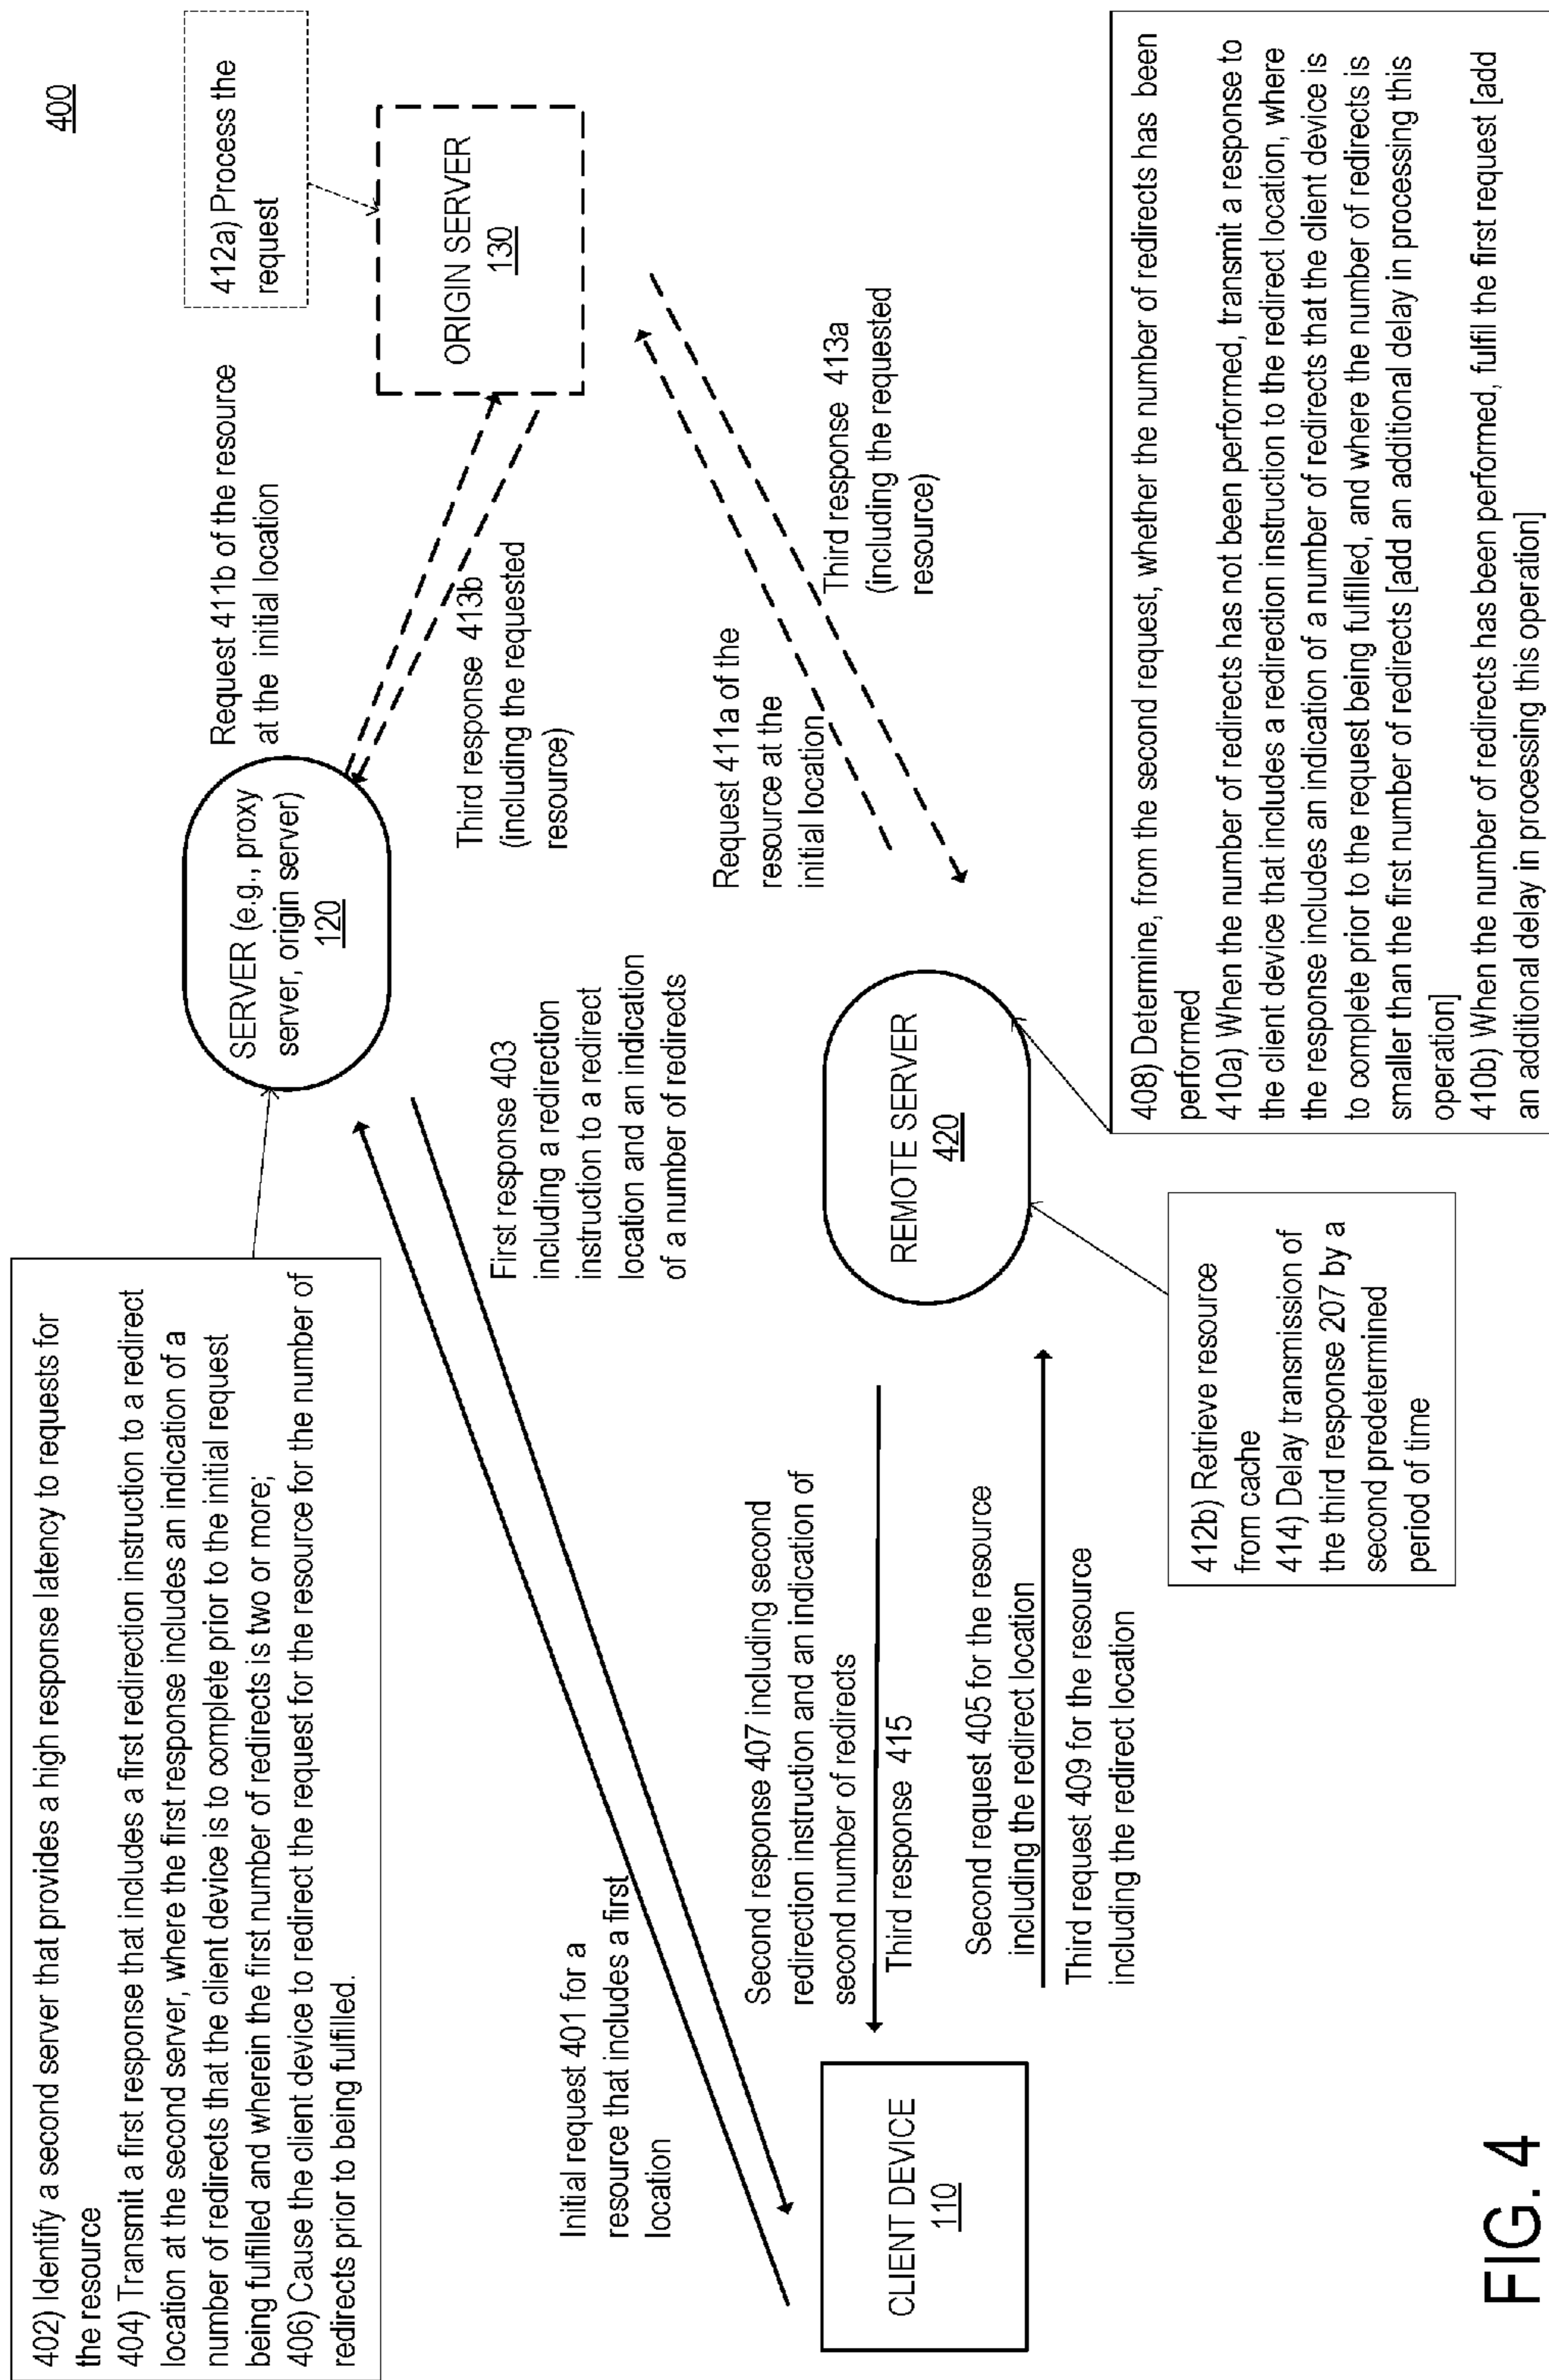 400
402) Identify a second server that provides a high response latency to requests for
the resource
404) Transmit a first response that includes a first redirection instruction to a redirect
location at the second server, where the first response includes an indication of a
number of redirects that the client device is to complete prior to the initial request
being fulfilled and wherein the first number of redirects is two or more;
406) Cause the client device to redirect the request for the resource for the number of
redirects prior to being fulfilled.
SERVER (e.g., proxy
server, origin server)
120
Request 411b of the resource
at the initial location
412a) Process the
request
ORIGIN SERVER
130
Third response 413b
(including the requested
resource)
First response 403
including a redirection
instruction to a redirect
location and an indication
of a number of redirects
Initial request 401 for a
resource that includes a first
location
Request 411a of the
resource at the
initial location
Third response 413a
(including the requested
resource)
Second response 407 including second
redirection instruction and an indication of
second number of redirects
Third response 415
CLIENT DEVICE
110
REMOTE SERVER
420
Second request 405 for the resource
including the redirect location
Third request 409 for the resource
including the redirect location
412b) Retrieve resource
from cache
414) Delay transmission of
the third response 207 by a
second predetermined
period of time
408) Determine, from the second request, whether the number of redirects has been
performed
410a) When the number of redirects has not been performed, transmit a response to
the client device that includes a redirection instruction to the redirect location, where
the response includes an indication of a number of redirects that the client device is
to complete prior to the request being fulfilled, and where the number of redirects is
smaller than the first number of redirects [add an additional delay in processing this
operation]
410b) When the number of redirects has been performed, fulfil the first request [add
an additional delay in processing this operation]
FIG. 4